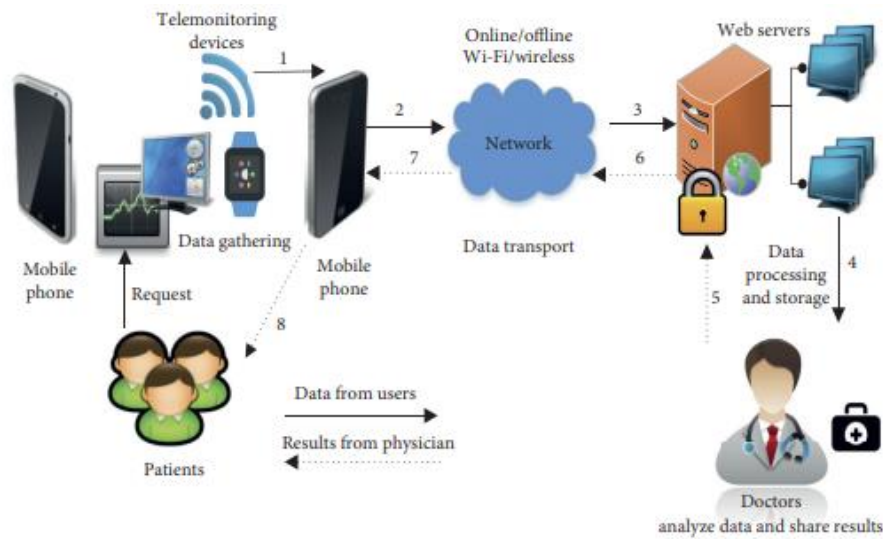 Telemonitoring
devices
1
Online/offline
Wi-Fi/wireless
Web servers
2
3
Network
7
6
Data gathering
Mobile
phone
Mobile
phone
Data transport
Data
processing
and storage
4
5
Request
8
Data from users
Results from physician
Patients
Doctors
analyze data and share results